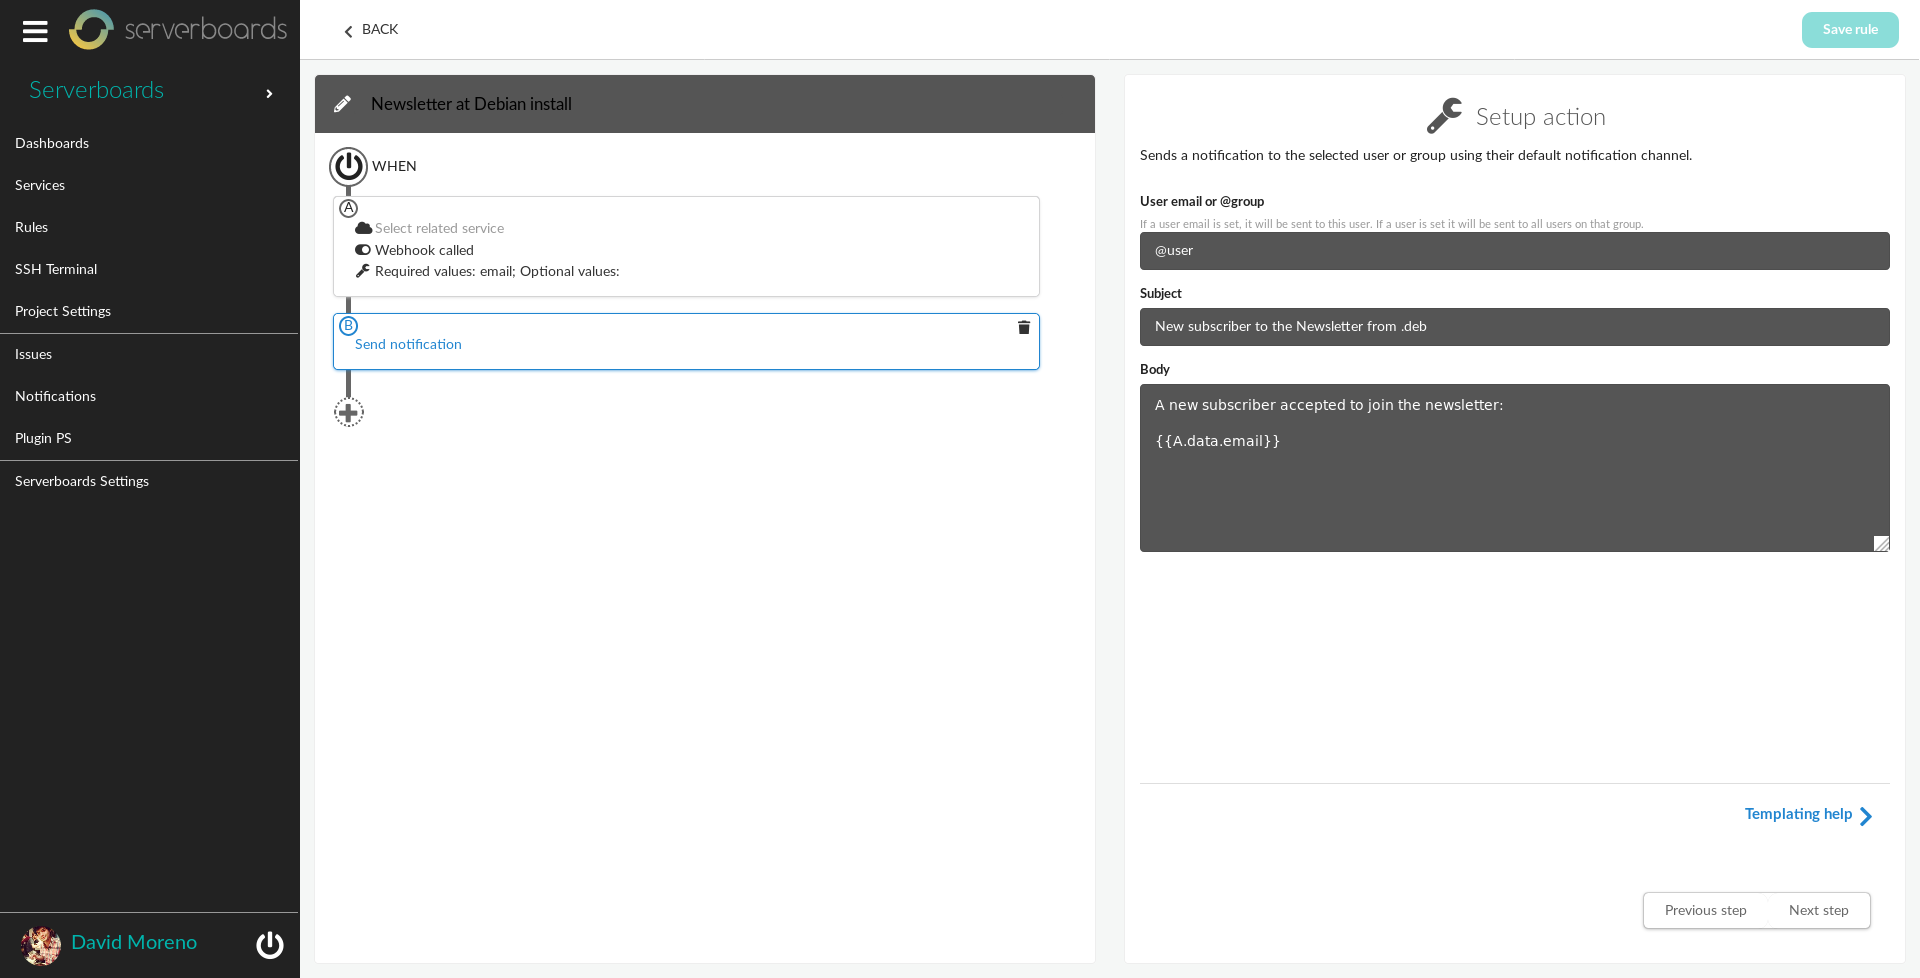 serverboards
Serverboards
Dashboards
Services
Rules
SSH Terminal
Project Settings
Issues
Notifications
Plugin PS
Serverboards Settings
David Moreno
BACK
Save rule
Newsletter at Debian install
WHEN
A
Select related service
Webhook called
Required values: email; Optional values:
B
Send notification
Setup action
Sends a notification to the selected user or group using their default notification channel.
User email or @group
If a user email is set, it will be sent to this user. If a user is set it will be sent to all users on that group.
@user
Subject
New subscriber to the Newsletter from .deb
Body
A new subscriber accepted to join the newsletter:
{{A.data.email}}
Templating help
Previous step
Next step